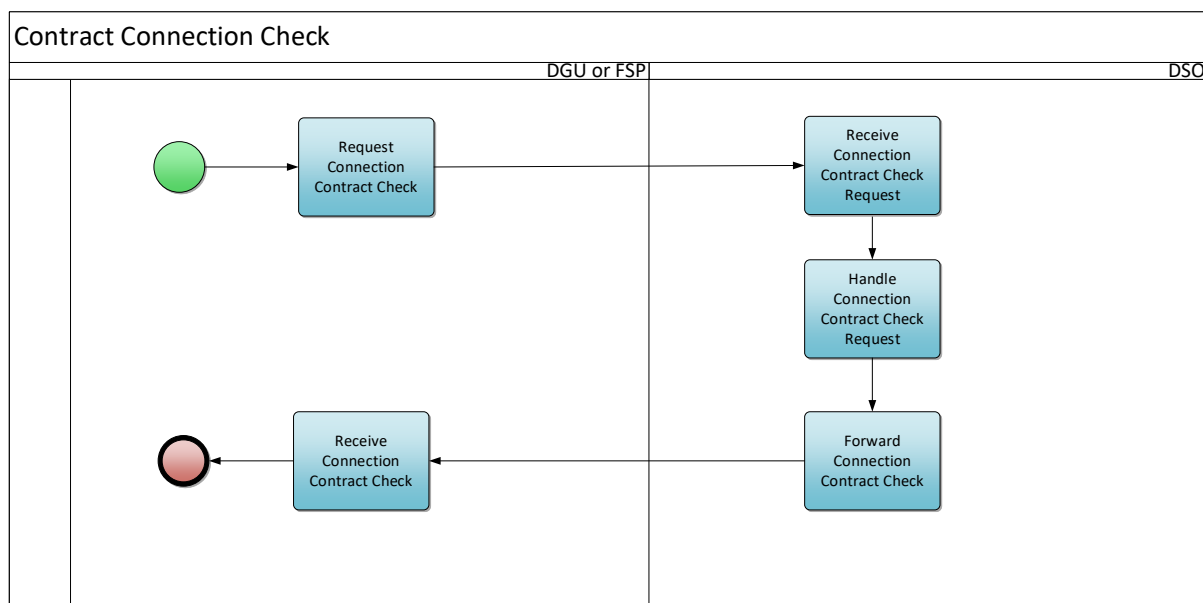 Contract Connection Check
DGU or FSP
DSO
Request
Connection
Contract Check
Receive
Connection
Contract Check
Request
Handle
Connection
Contract Check
Request
Receive
Connection
Contract Check
Forward
Connection
Contract Check